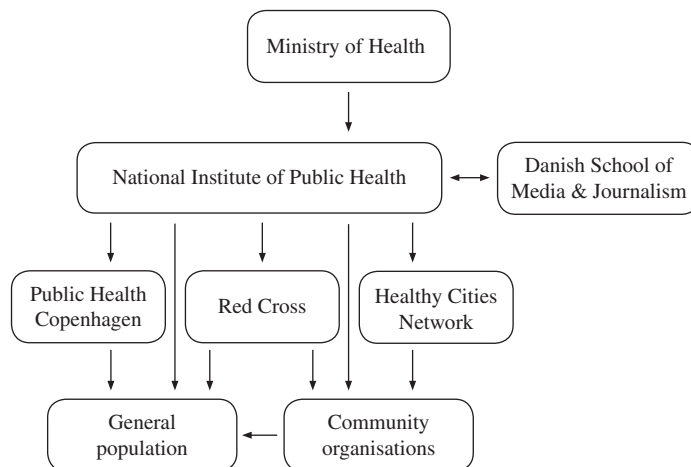 Ministry of Health
National Institute of Public Health
Danish School of
Media & Journalism
Public Health
Copenhagen
Red Cross
Healthy Cities
Network
General
population
Community
organisations